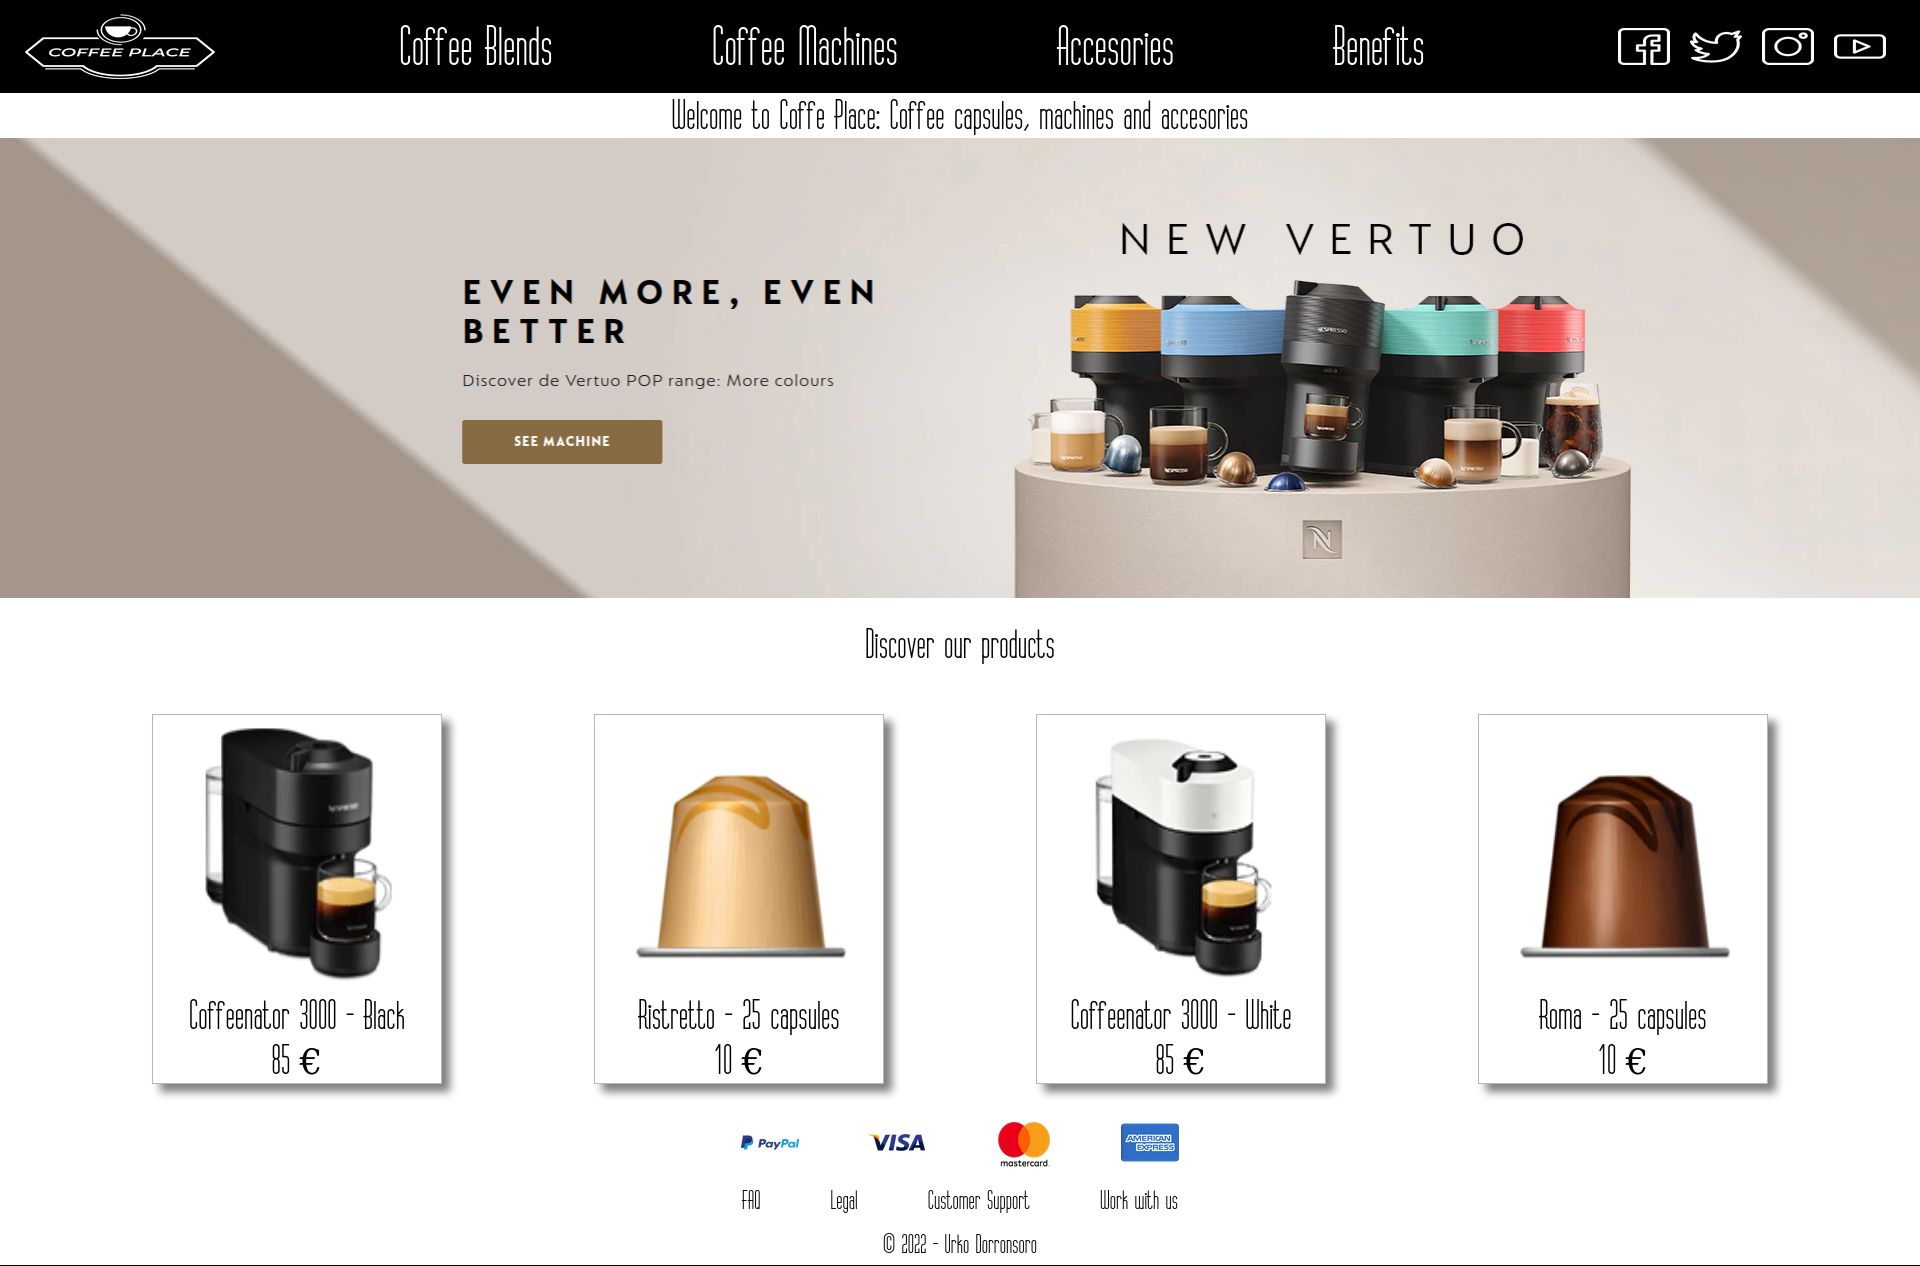 COFFEE PLACE
Coffee Blends
Coffee Machines
Accesories
Benefits
Welcome to Coffe Place: Coffee capsules, machines and accesories
NEW VERTUO
EVEN MORE, EVEN
BETTER
Discover de Vertuo POP range: More colours
SEE MACHINE
NESPRESSO
N
Discover our products
Coffeenator 3000 - Black
85 €
Ristretto - 25 capsules
10 €
Coffeenator 3000 - White
85 €
Roma - 25 capsules
10 €
PayPal
VISA
mastercard.
AMERICAN
EXPRESS
FAQ
Legal
Customer Support
Work with us
© 2022 - Urko Dorronsoro